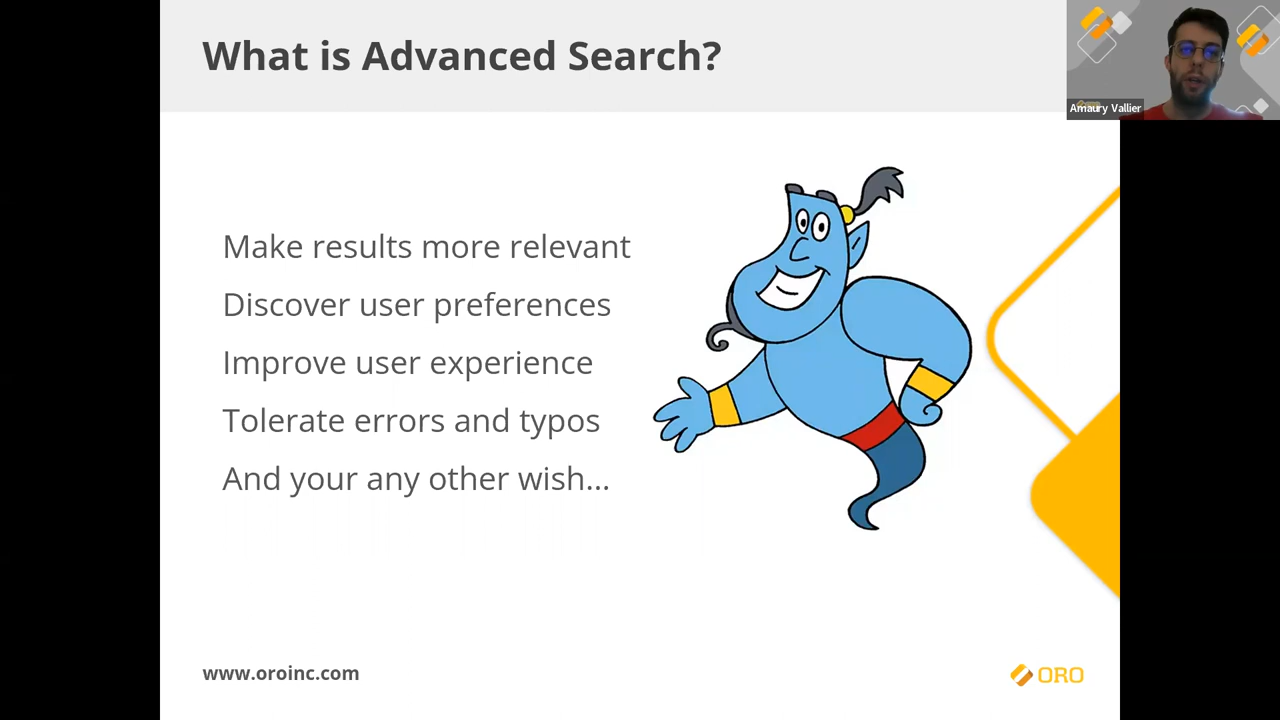 What is Advanced Search?
Amaury Vallier
Make results more relevant
Discover user preferences
Improve user experience
Tolerate errors and typos
And your any other wish...
www.oroinc.com
ORO